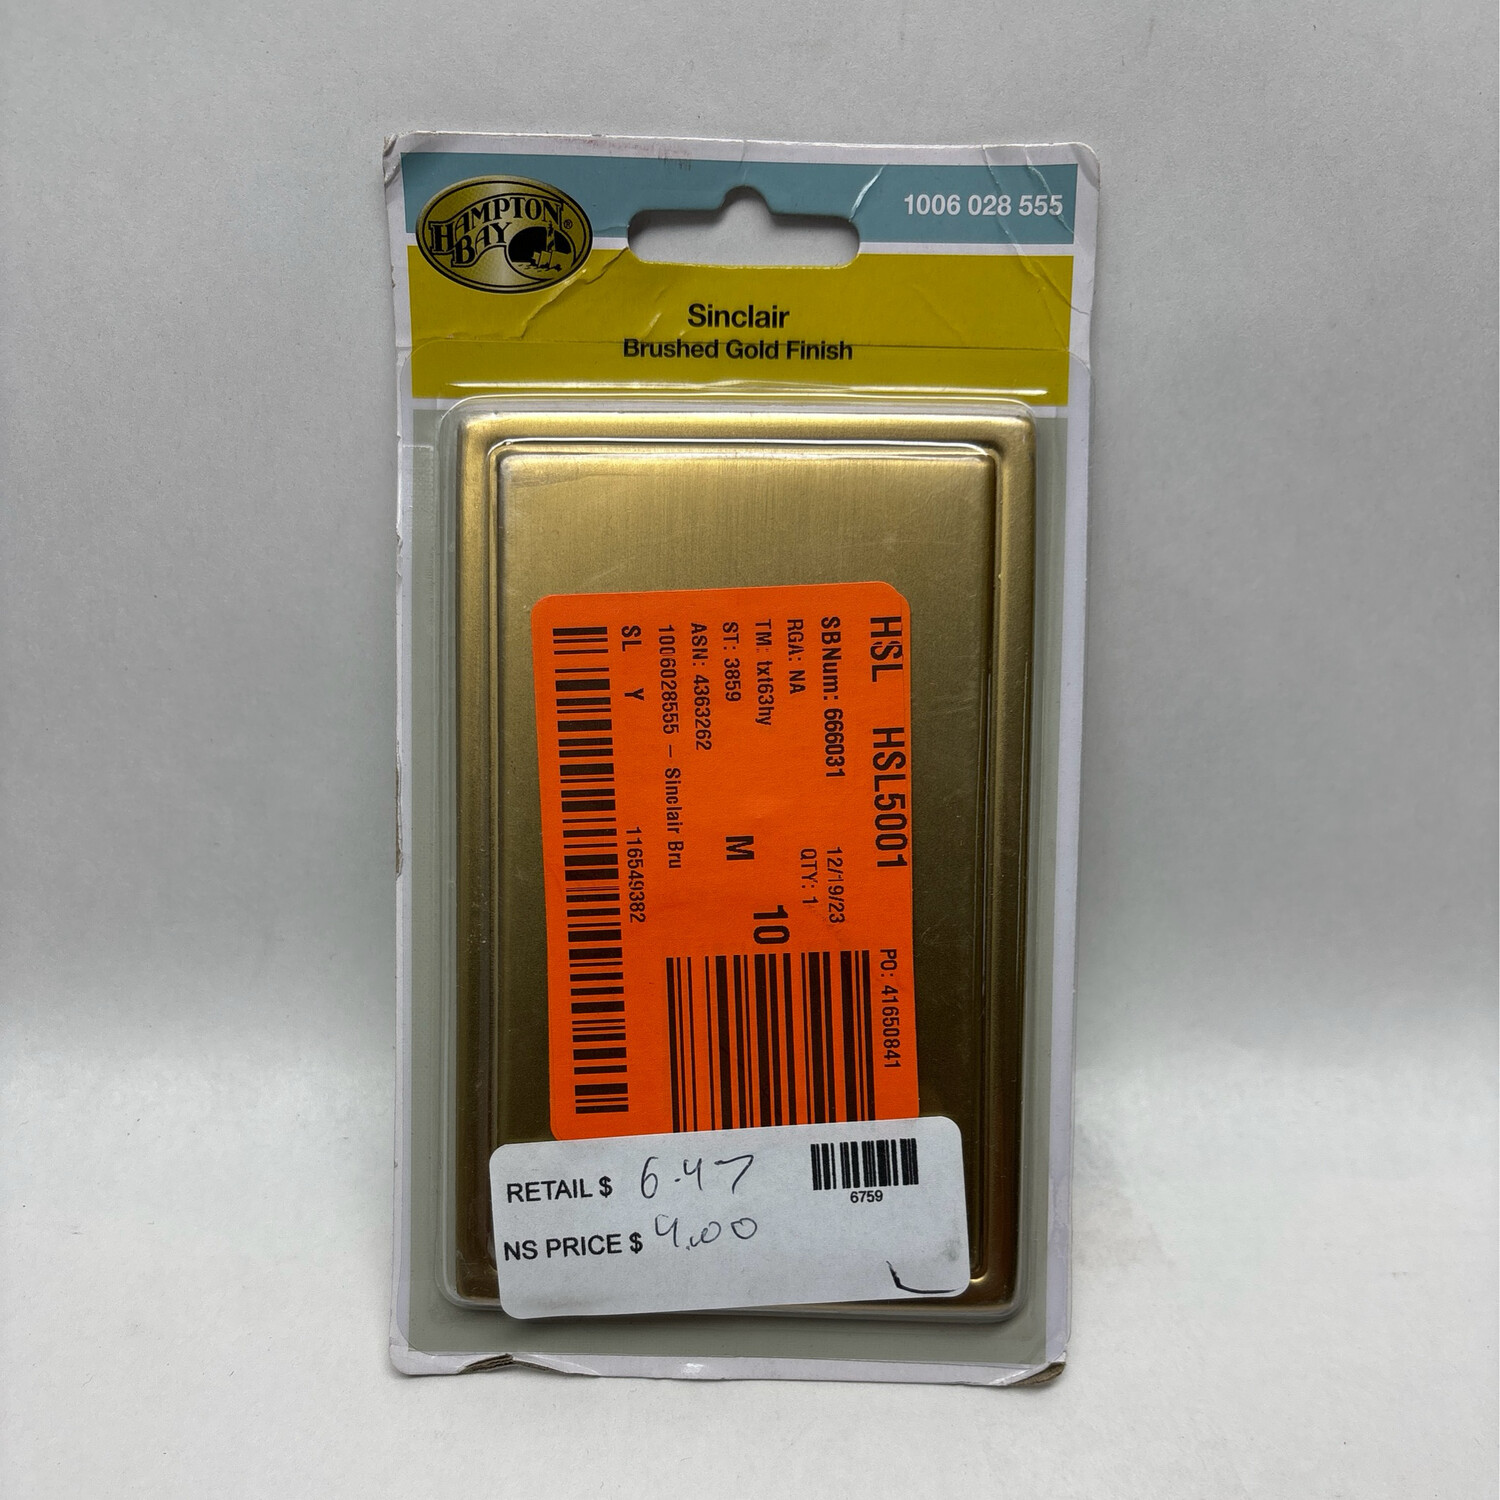 HAMPTON BAY®
1006 028 555
Sinclair
Brushed Gold Finish
HSL HSL5001
PO: 41650841
SBNum: 666031 12/19/23
RGA: NA QTY: 1
TM: txt63hy 10
ST: 3859 M
ASN: 4363262
1006028555 – Sinclair Bru
SL Y 116549382
RETAIL $ 6.47
6759
NS PRICE $ 4.00